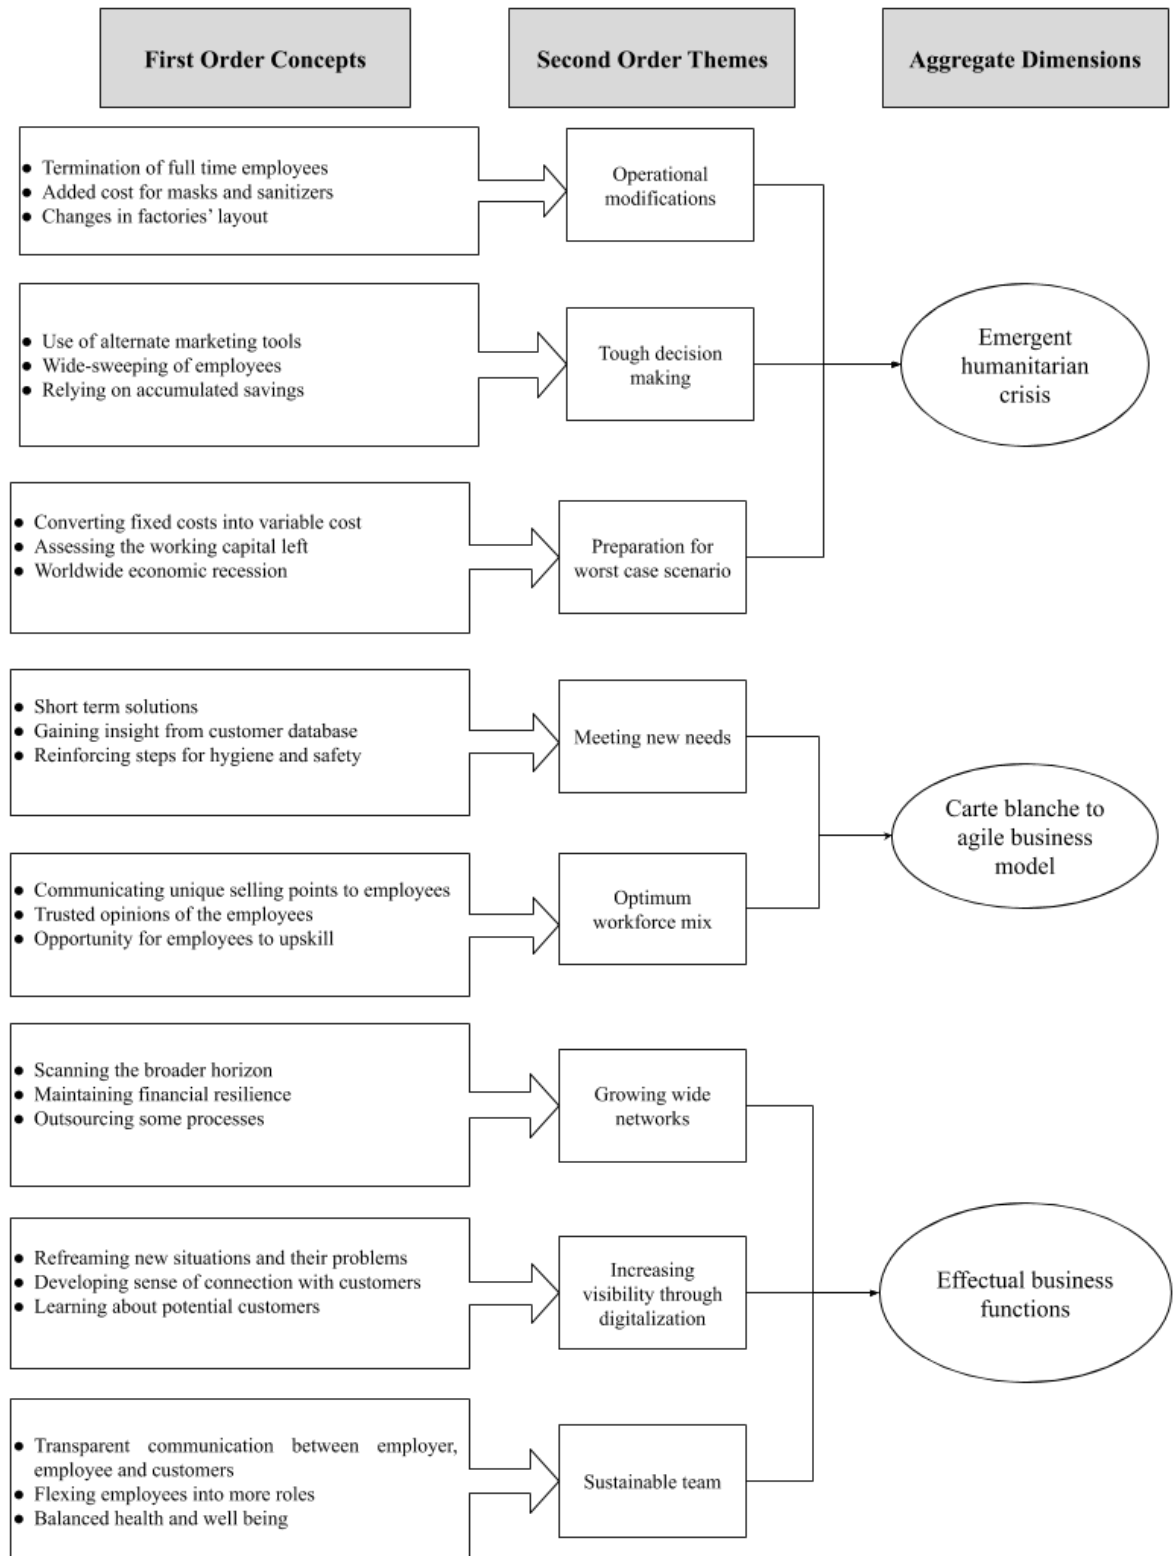 First Order Concepts
Second Order Themes
Aggregate Dimensions
● Termination of full time employees
● Added cost for masks and sanitizers
● Changes in factories' layout
Operational
modifications
● Use of alternate marketing tools
● Wide-sweeping of employees
● Relying on accumulated savings
Tough decision
making
Emergent
humanitarian
crisis
● Converting fixed costs into variable cost
● Assessing the working capital left
● Worldwide economic recession
Preparation for
worst case scenario
● Short term solutions
● Gaining insight from customer database
● Reinforcing steps for hygiene and safety
Meeting new needs
Carte blanche to
agile business
model
● Communicating unique selling points to employees
● Trusted opinions of the employees
● Opportunity for employees to upskill
Optimum
workforce mix
● Scanning the broader horizon
● Maintaining financial resilience
● Outsourcing some processes
Growing wide
networks
● Refreaming new situations and their problems
● Developing sense of connection with customers
● Learning about potential customers
Increasing
visibility through
digitalization
Effectual business
functions
● Transparent communication between employer,
employee and customers
● Flexing employees into more roles
● Balanced health and well being
Sustainable team